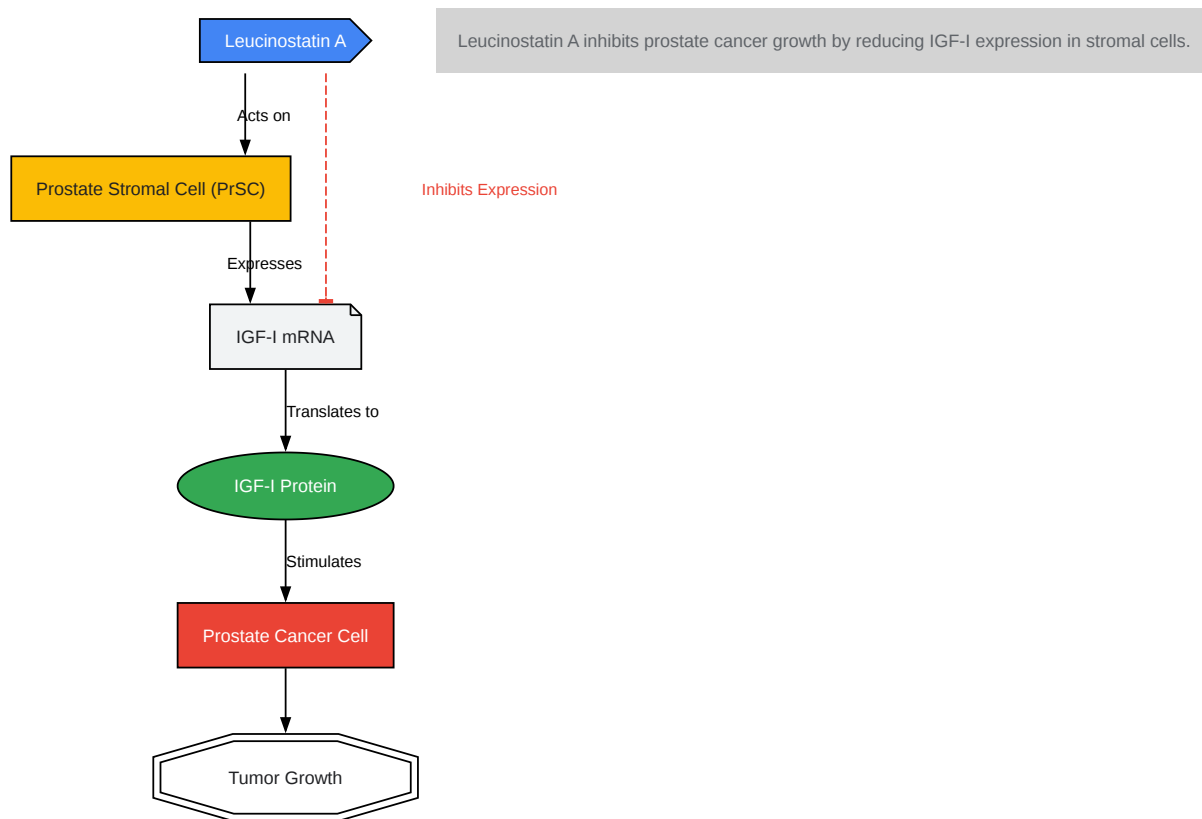 Leucinostatin A
Leucinostatin A inhibits prostate cancer growth by reducing IGF-I expression in stromal cells.
Acts on
Prostate Stromal Cell (PrSC)
Inhibits Expression
Expresses
IGF-I mRNA
Translates to
IGF-I Protein
Stimulates
Prostate Cancer Cell
Tumor Growth